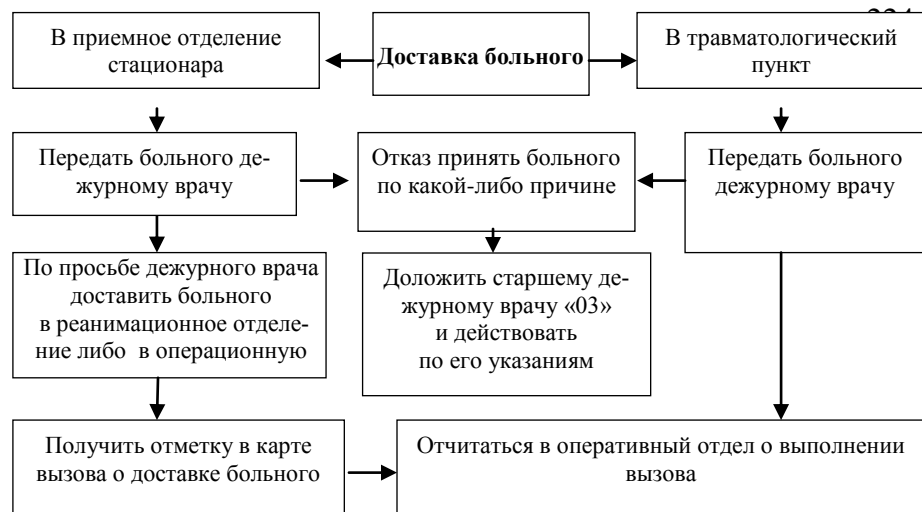 В приемное отделение
стационара
Доставка больного
В травматологический
пункт
Передать больного де-
журному врачу
Отказ принять больного
по какой-либо причине
Передать больного
дежурному врачу
По просьбе дежурного врача
доставить больного
в реанимационное отделе-
ние либо в операционную
Доложить старшему де-
журному врачу «03»
и действовать
по его указаниям
Получить отметку в карте
вызова о доставке больного
Отчитаться в оперативный отдел о выполнении
вызова